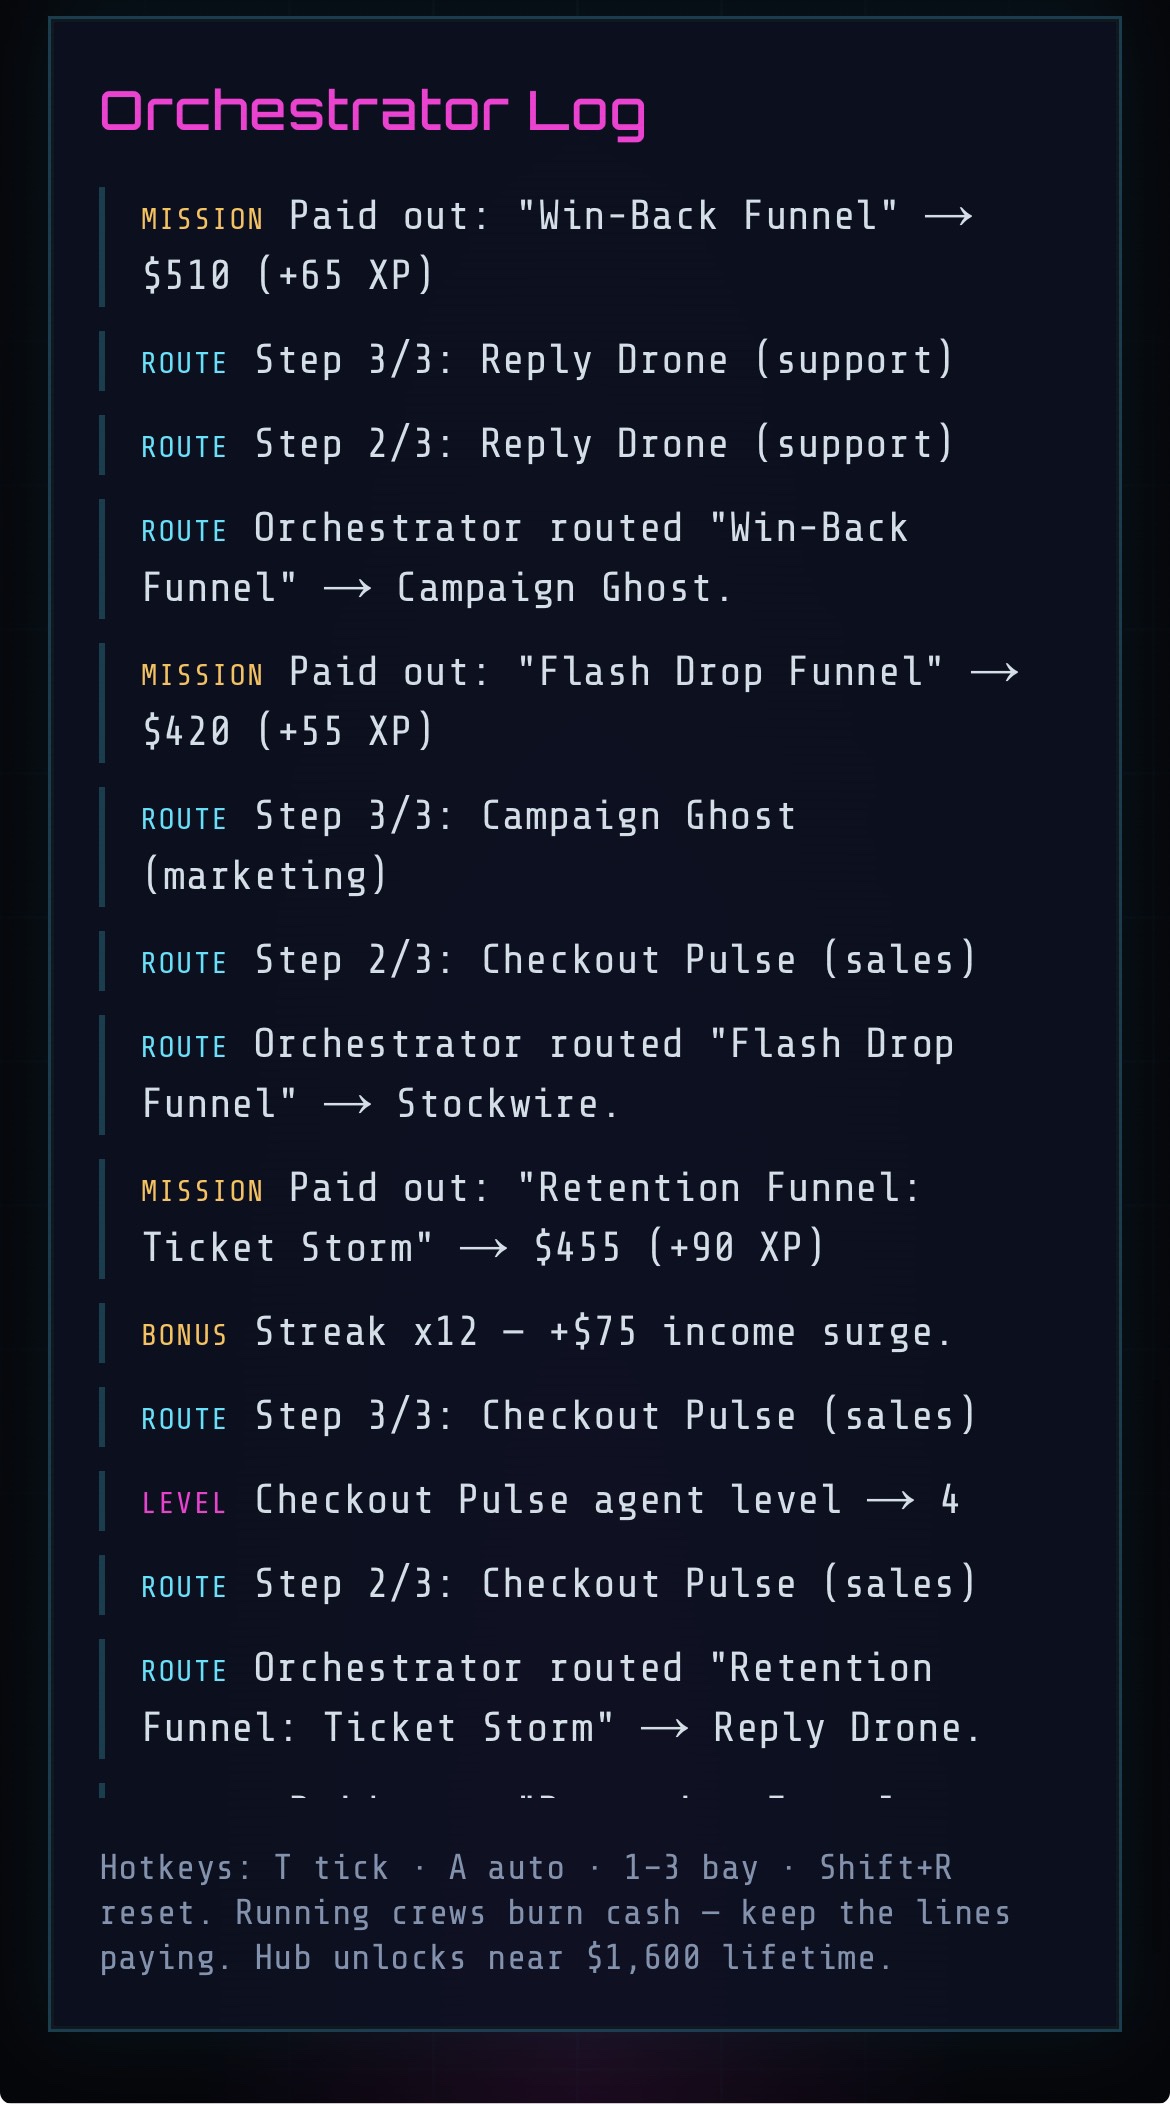 Orchestrator Log
MISSION Paid out: "Win-Back Funnel" →
$510 (+65 XP)
ROUTE Step 3/3: Reply Drone (support)
ROUTE Step 2/3: Reply Drone (support)
ROUTE Orchestrator routed "Win-Back
Funnel" → Campaign Ghost.
MISSION Paid out: "Flash Drop Funnel" →
$420 (+55 XP)
ROUTE Step 3/3: Campaign Ghost
(marketing)
ROUTE Step 2/3: Checkout Pulse (sales)
ROUTE Orchestrator routed "Flash Drop
Funnel" → Stockwire.
MISSION Paid out: "Retention Funnel:
Ticket Storm" → $455 (+90 XP)
BONUS Streak x12 — +$75 income surge.
ROUTE Step 3/3: Checkout Pulse (sales)
LEVEL Checkout Pulse agent level → 4
ROUTE Step 2/3: Checkout Pulse (sales)
ROUTE Orchestrator routed "Retention
Funnel: Ticket Storm" → Reply Drone.
Hotkeys: T tick · A auto · 1–3 bay · Shift+R
reset. Running crews burn cash — keep the lines
paying. Hub unlocks near $1,600 lifetime.